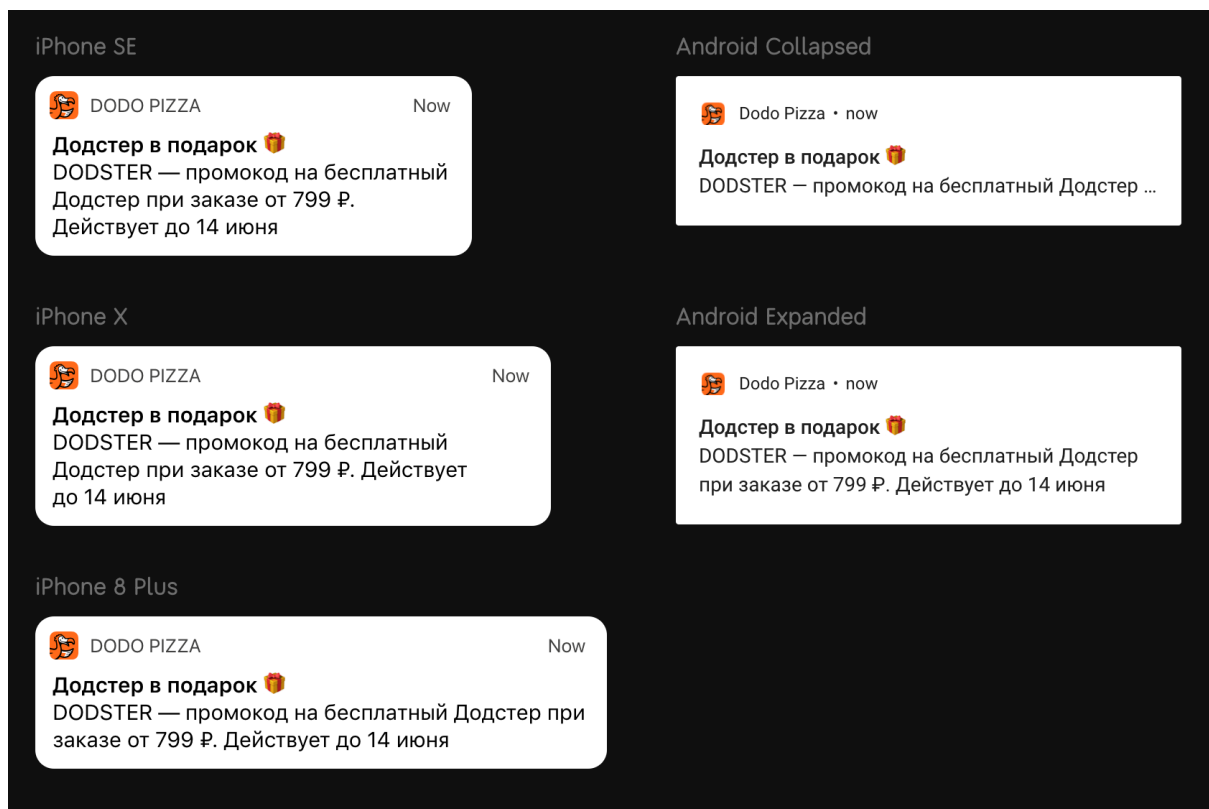 iPhone SE
DODO PIZZA Now
Додстер в подарок 🎁
DODSTER — промокод на бесплатный
Додстер при заказе от 799 ₽.
Действует до 14 июня
iPhone X
DODO PIZZA Now
Додстер в подарок 🎁
DODSTER — промокод на бесплатный
Додстер при заказе от 799 ₽. Действует
до 14 июня
iPhone 8 Plus
DODO PIZZA Now
Додстер в подарок 🎁
DODSTER — промокод на бесплатный Додстер при
заказе от 799 ₽. Действует до 14 июня
Android Collapsed
Dodo Pizza • now
Додстер в подарок 🎁
DODSTER — промокод на бесплатный Додстер ...
Android Expanded
Dodo Pizza • now
Додстер в подарок 🎁
DODSTER — промокод на бесплатный Додстер
при заказе от 799 ₽. Действует до 14 июня